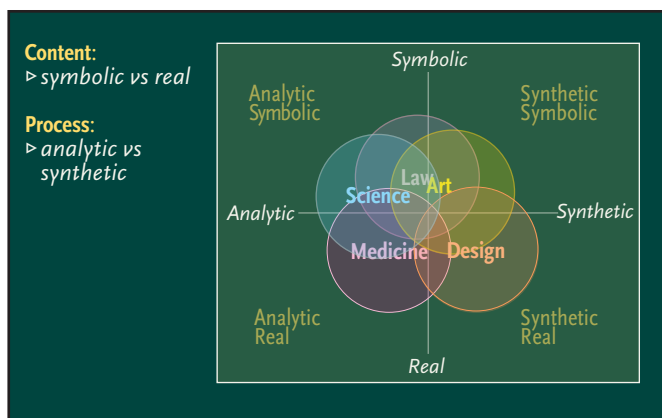 Content:
▹ symbolic vs real
Process:
▹ analytic vs
synthetic
Symbolic
Analytic
Symbolic
Synthetic
Symbolic
Law
Art
Science
Analytic
Synthetic
Medicine
Design
Analytic
Real
Synthetic
Real
Real